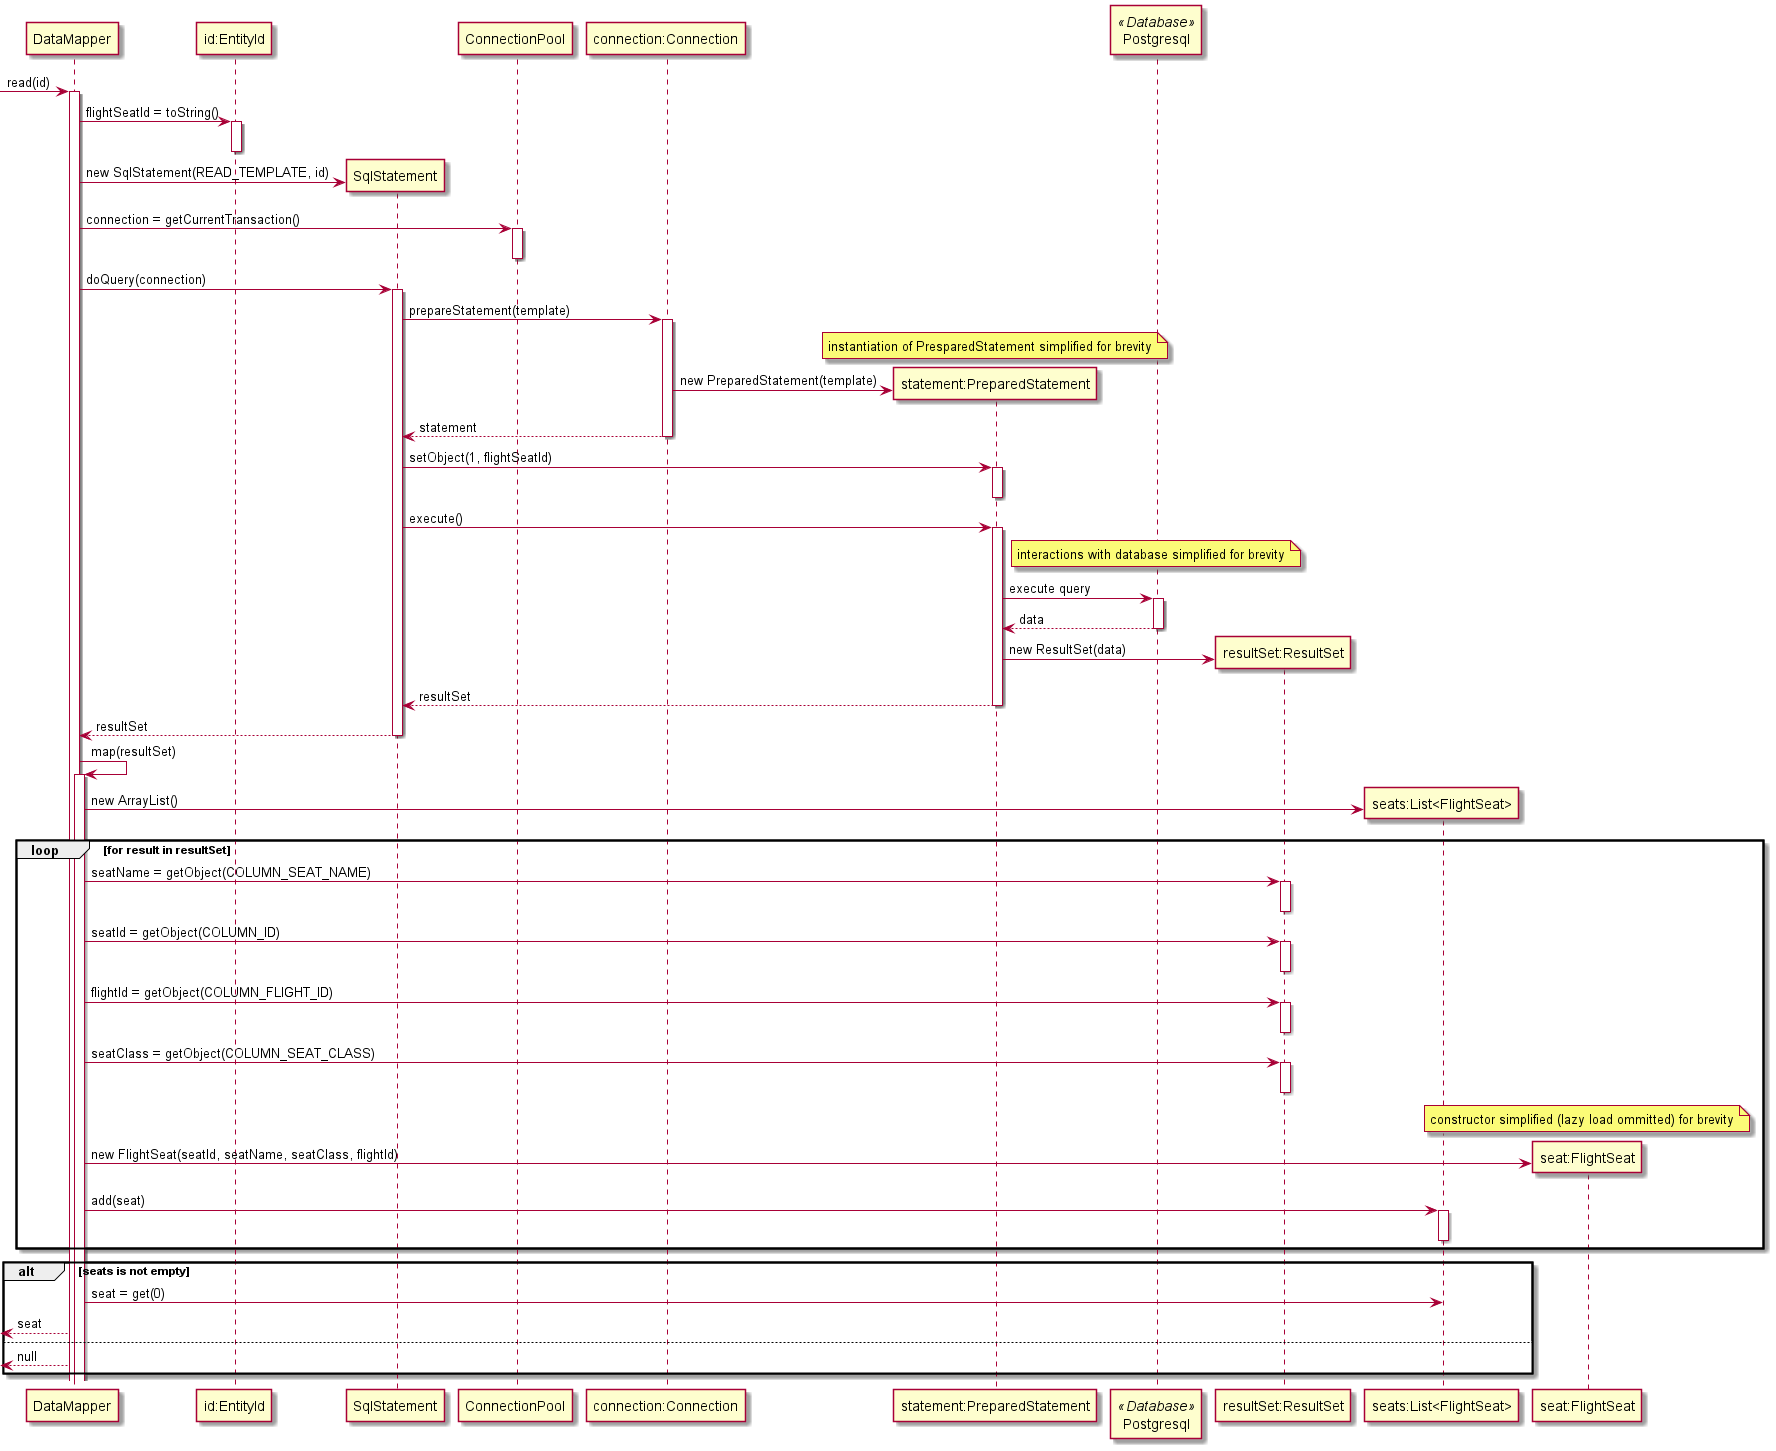 DataMapper
id:EntityId
ConnectionPool
connection:Connection
«Database»
Postgresql
read(id)
flightSeatId = toString()
new SqlStatement(READ_TEMPLATE, id)
SqlStatement
connection = getCurrentTransaction()
doQuery(connection)
prepareStatement(template)
instantiation of PresparedStatement simplified for brevity
new PreparedStatement(template)
statement:PreparedStatement
statement
setObject(1, flightSeatId)
execute()
interactions with database simplified for brevity
execute query
data
new ResultSet(data)
resultSet:ResultSet
resultSet
resultSet
map(resultSet)
new ArrayList()
seats:List<FlightSeat>
loop
[for result in resultSet]
seatName = getObject(COLUMN_SEAT_NAME)
seatId = getObject(COLUMN_ID)
flightId = getObject(COLUMN_FLIGHT_ID)
seatClass = getObject(COLUMN_SEAT_CLASS)
constructor simplified (lazy load ommitted) for brevity
new FlightSeat(seatId, seatName, seatClass, flightId)
seat:FlightSeat
add(seat)
alt
[seats is not empty]
seat = get(0)
seat
null
DataMapper
id:EntityId
SqlStatement
ConnectionPool
connection:Connection
statement:PreparedStatement
«Database»
Postgresql
resultSet:ResultSet
seats:List<FlightSeat>
seat:FlightSeat